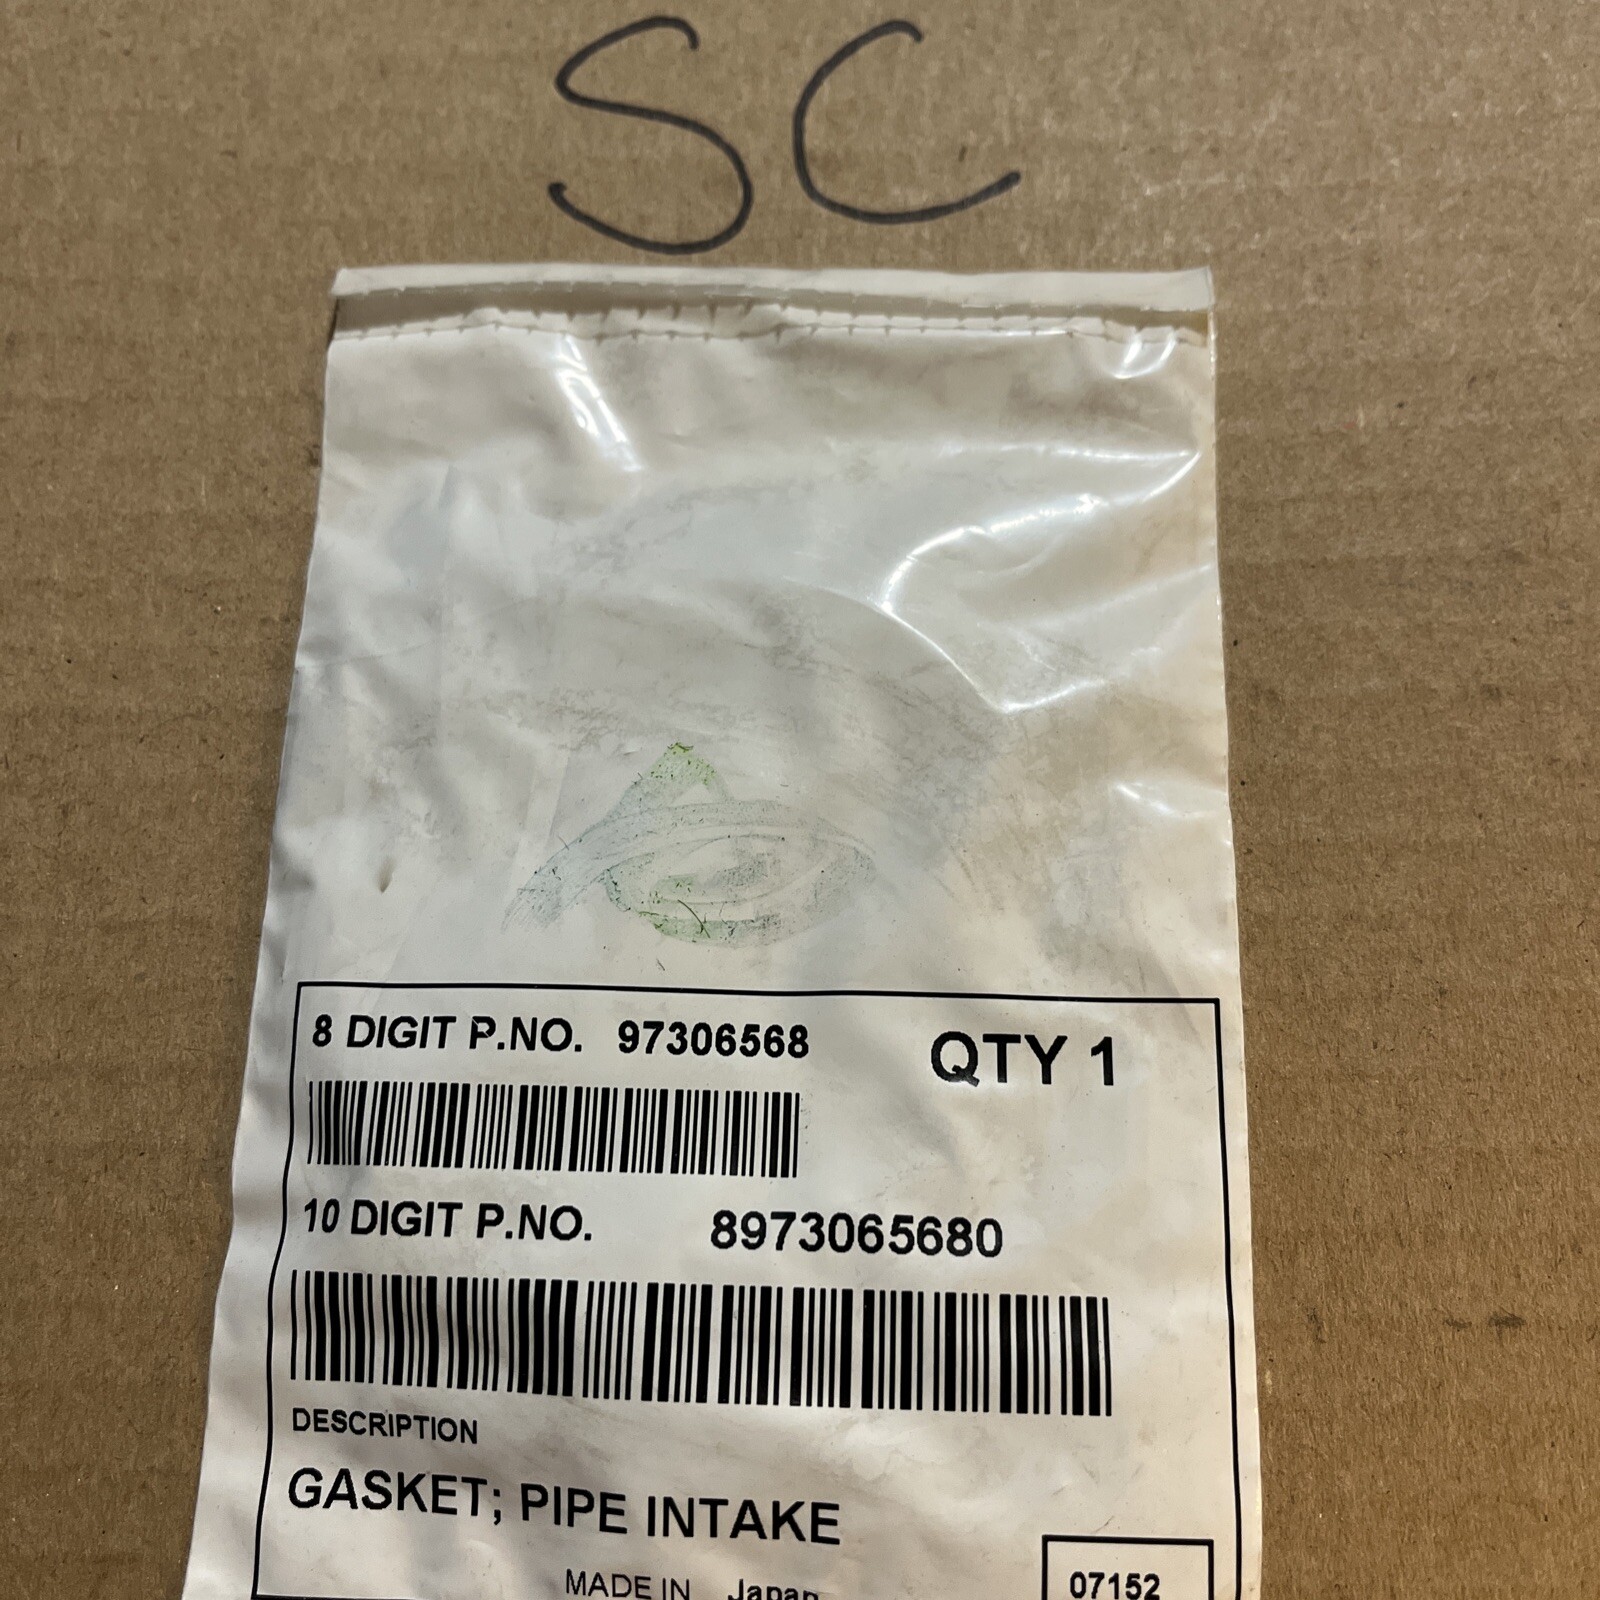 SC
8 DIGIT P.NO. 97306568 QTY 1
10 DIGIT P.NO. 8973065680
DESCRIPTION
GASKET; PIPE INTAKE
MADE IN Japan
07152